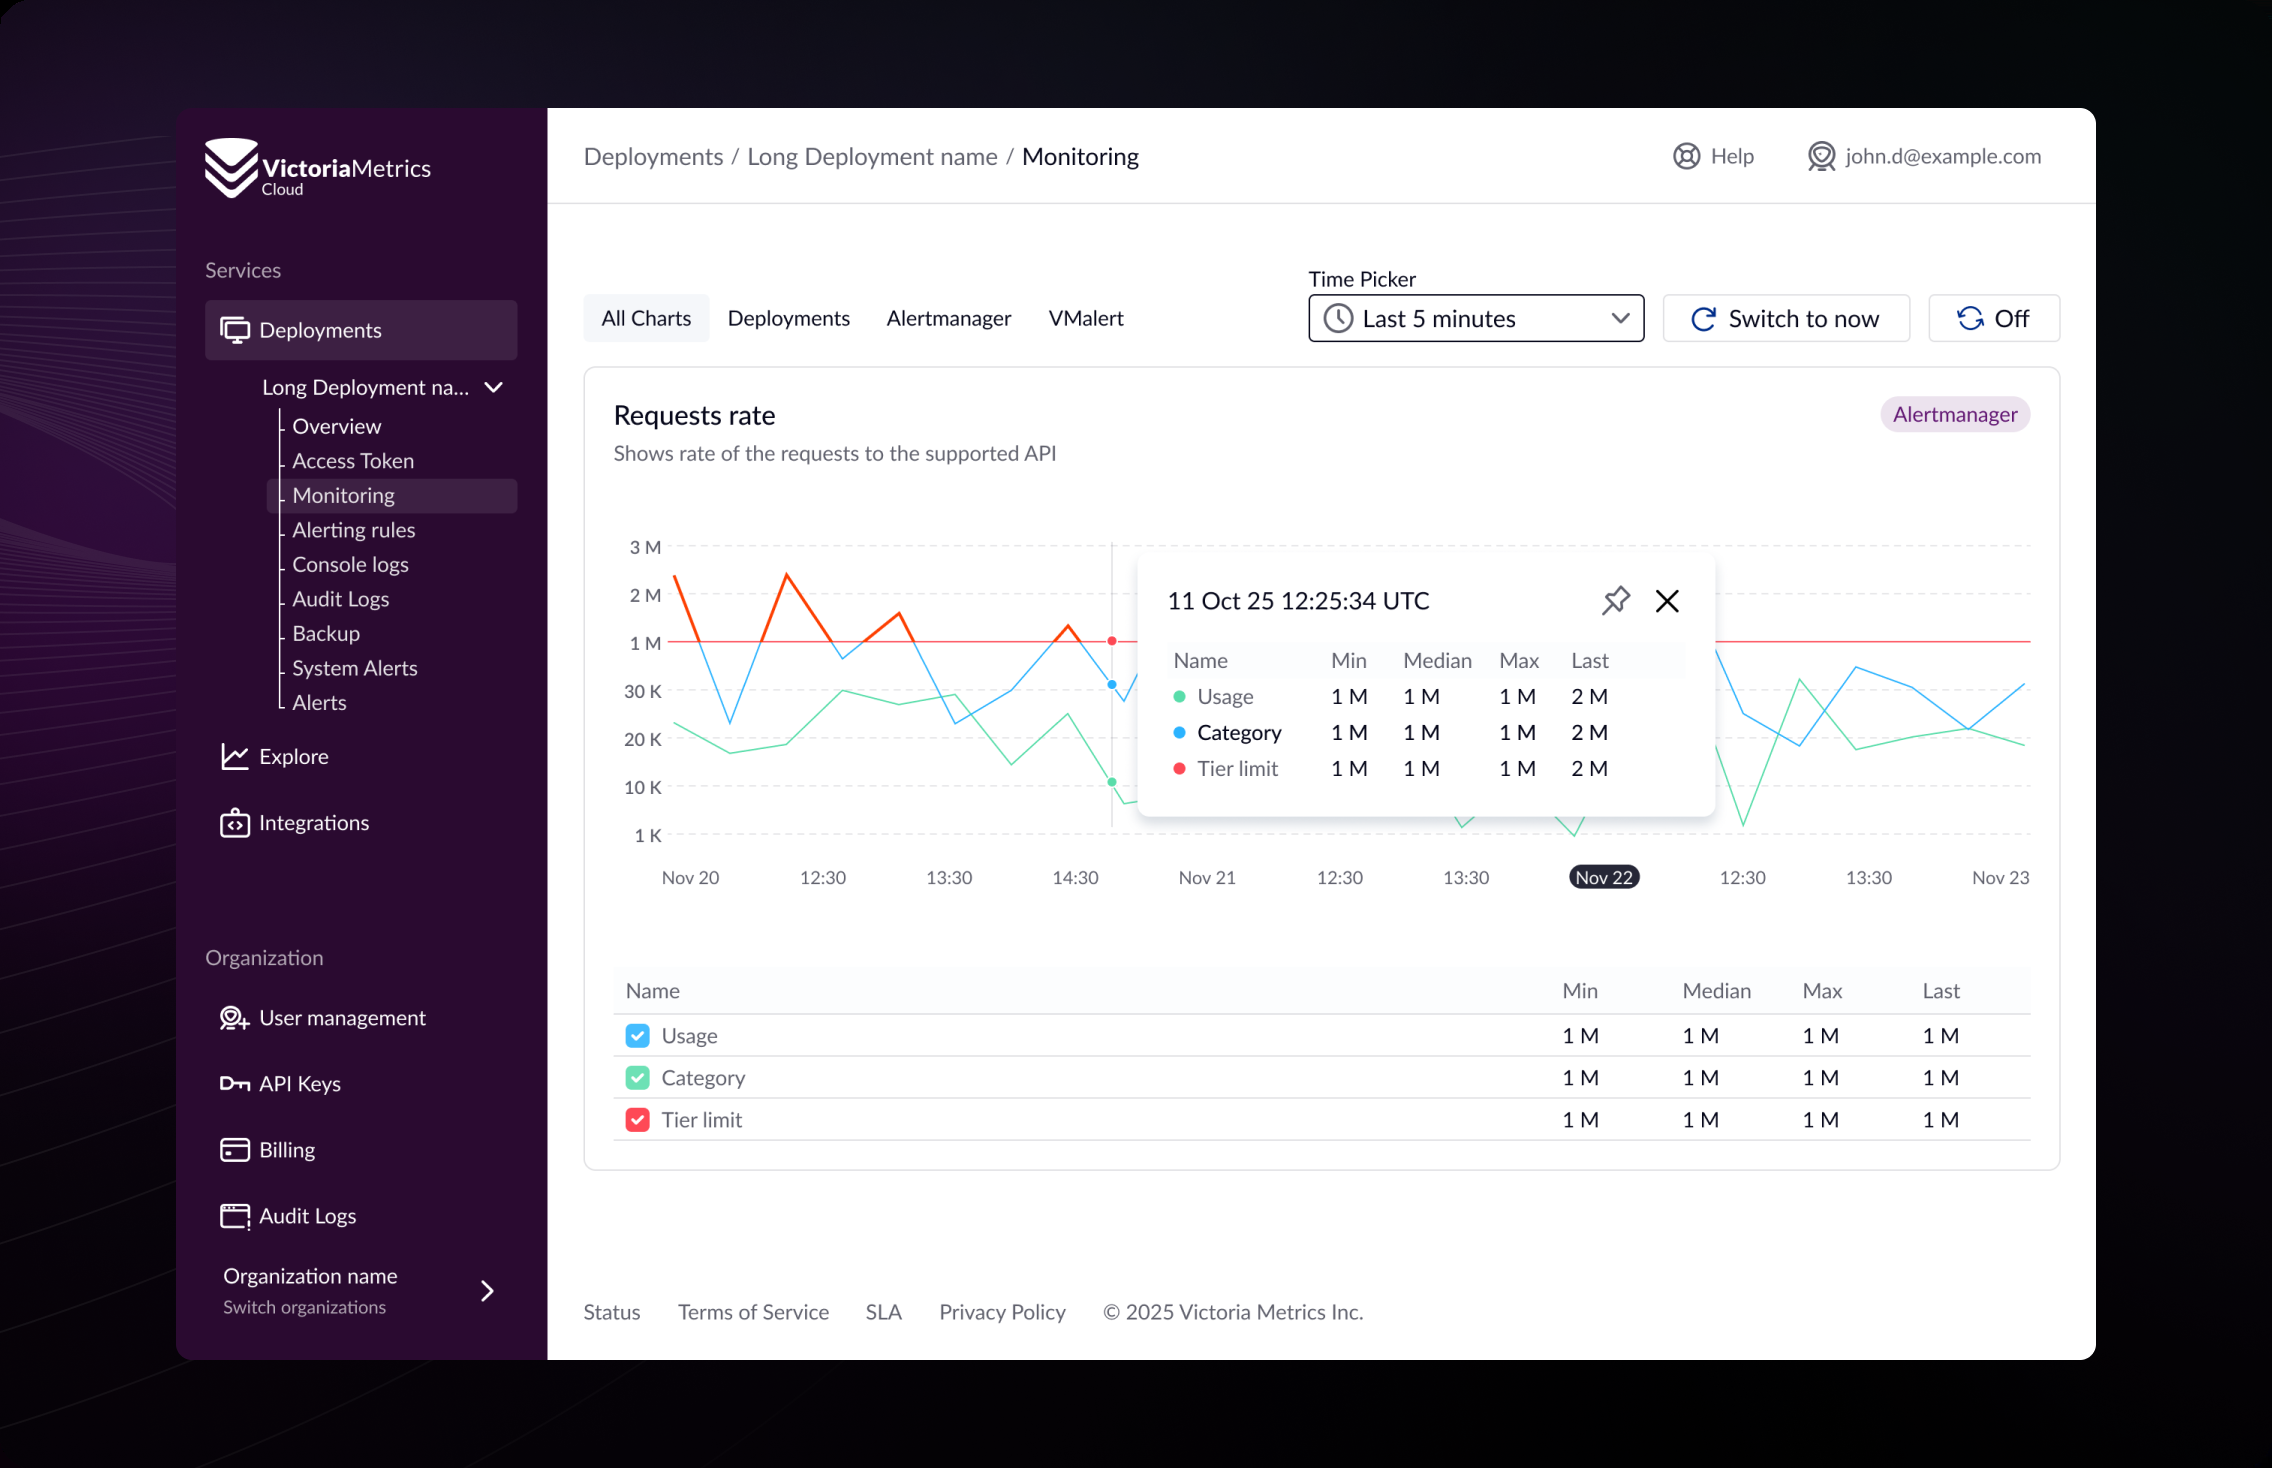 VictoriaMetrics
Cloud
Services
Deployments
Long Deployment na...
Overview
Access Token
Monitoring
Alerting rules
Console logs
Audit Logs
Backup
System Alerts
Alerts
Explore
Integrations
Organization
User management
API Keys
Billing
Audit Logs
Organization name
Switch organizations
Deployments / Long Deployment name / Monitoring
Help
john.d@example.com
All Charts
Deployments
Alertmanager
VMalert
Time Picker
Last 5 minutes
Switch to now
Off
Requests rate
Alertmanager
Shows rate of the requests to the supported API
3 M
2 M
1 M
30 K
20 K
10 K
1 K
Nov 20 12:30 13:30 14:30 Nov 21 12:30 13:30 Nov 22 12:30 13:30 Nov 23
11 Oct 25 12:25:34 UTC
Name Min Median Max Last
Usage 1 M 1 M 1 M 2 M
Category 1 M 1 M 1 M 2 M
Tier limit 1 M 1 M 1 M 2 M
Name Min Median Max Last
Usage 1 M 1 M 1 M 1 M
Category 1 M 1 M 1 M 1 M
Tier limit 1 M 1 M 1 M 1 M
Status Terms of Service SLA Privacy Policy © 2025 Victoria Metrics Inc.